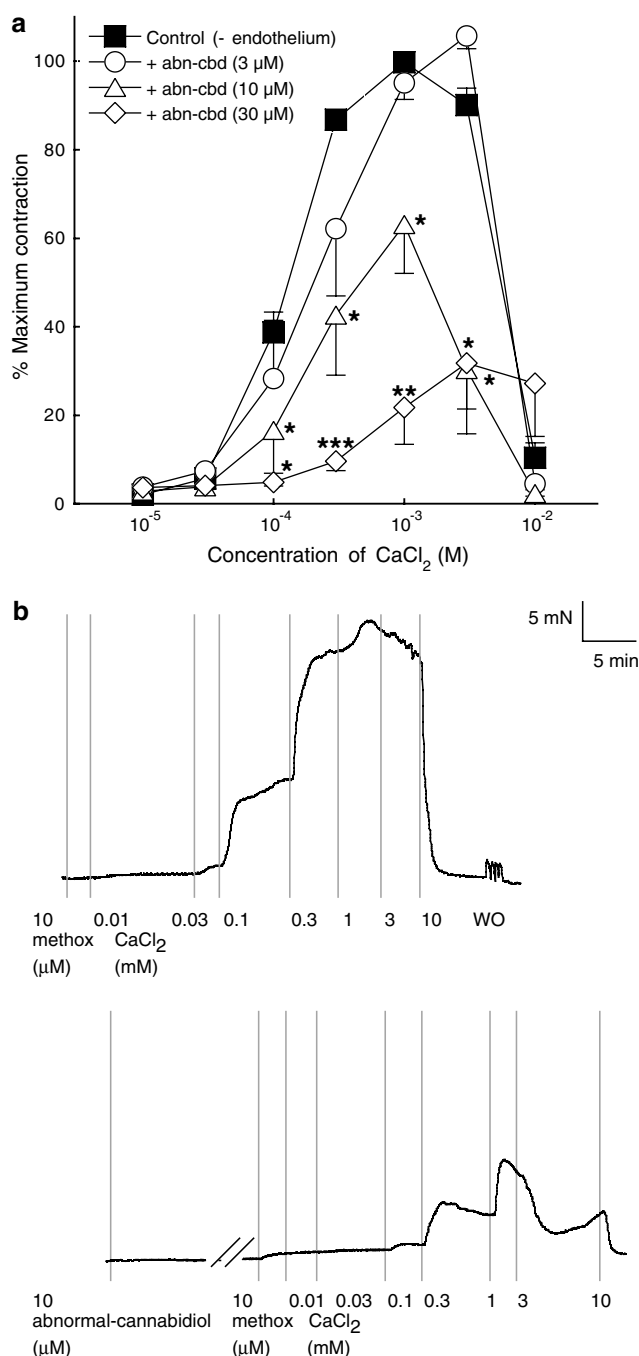 a
Control (- endothelium)
+ abn-cbd (3 µM)
+ abn-cbd (10 µM)
+ abn-cbd (30 µM)
% Maximum contraction
100
80
60
40
20
0
*
*
*
*
***
**
*
*
10⁻⁵ 10⁻⁴ 10⁻³ 10⁻²
Concentration of CaCl₂ (M)
b
5 mN
5 min
10 0.01 0.03 0.1 0.3 1 3 10 WO
methox CaCl₂
(µM) (mM)
10 10 0.01 0.03 0.1 0.3 1 3 10
abnormal-cannabidiol methox CaCl₂
(µM) (µM) (mM)